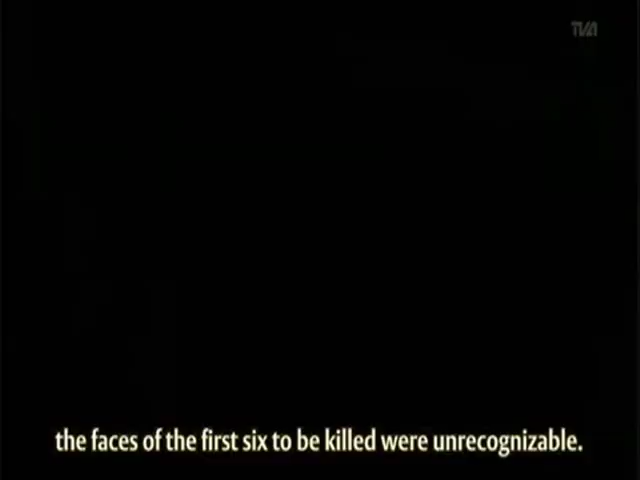 TVA
the faces of the first six to be killed were unrecognizable.